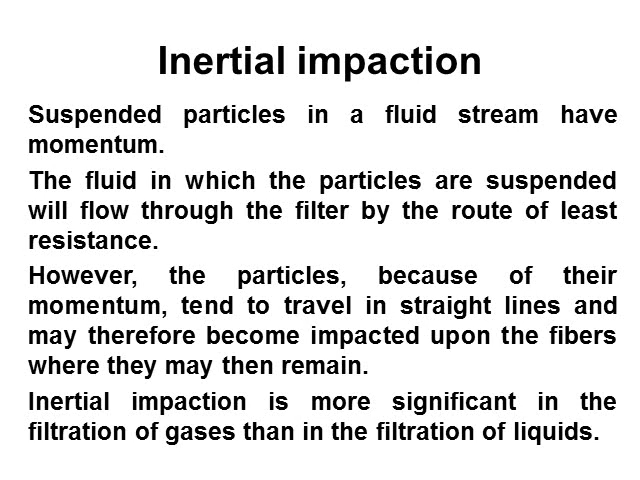 Inertial impaction
Suspended particles in a fluid stream have
momentum.
The fluid in which the particles are suspended
will flow through the filter by the route of least
resistance.
However, the particles, because of their
momentum, tend to travel in straight lines and
may therefore become impacted upon the fibers
where they may then remain.
Inertial impaction is more significant in the
filtration of gases than in the filtration of liquids.